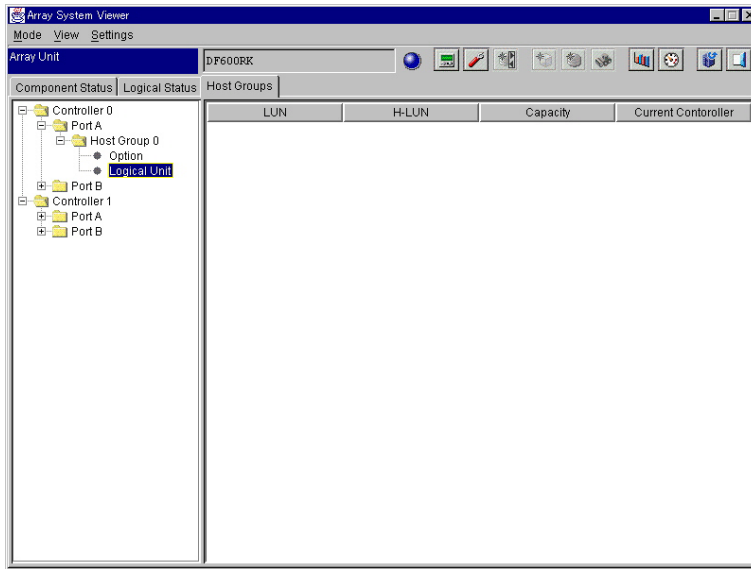 Array System Viewer
Mode View Settings
Array Unit DF600RK
Component Status Logical Status Host Groups
LUN H-LUN Capacity Current Contoroller
Controller 0
Port A
Host Group 0
Option
Logical Unit
Port B
Controller 1
Port A
Port B